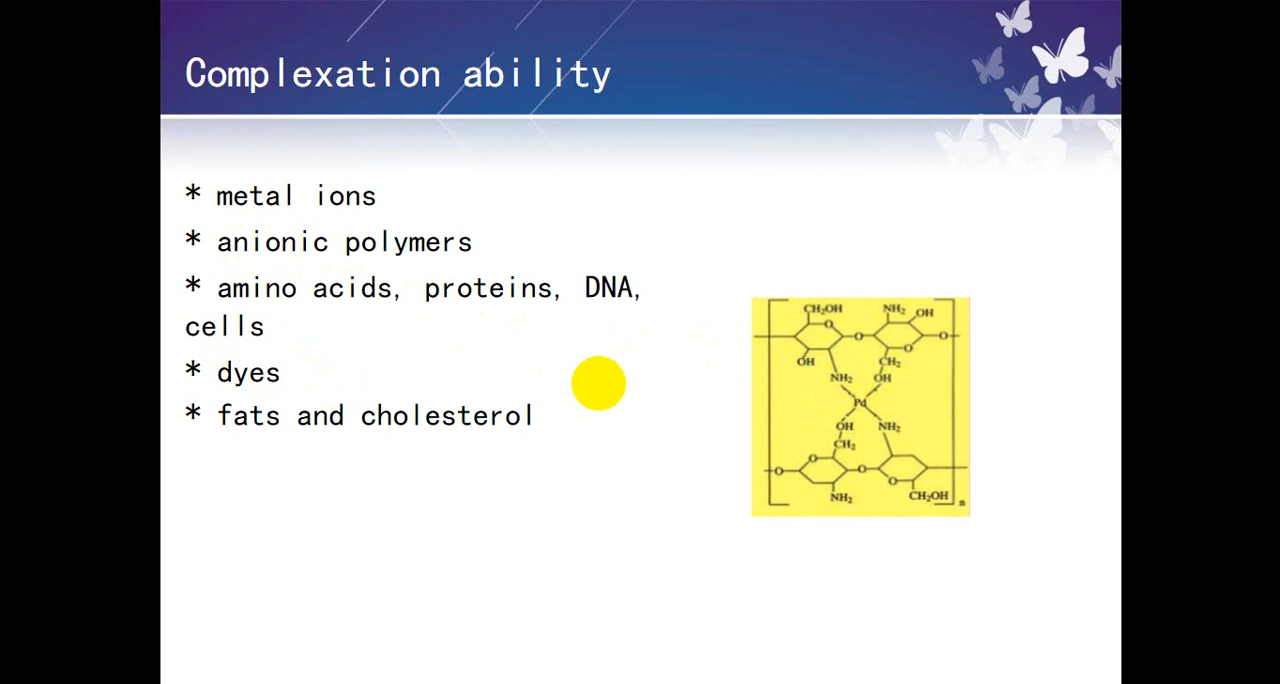 Complexation ability
* metal ions
* anionic polymers
* amino acids, proteins, DNA,
cells
* dyes
* fats and cholesterol
CH₂OH NH₂ OH
O O O
O
OH CH₂
NH₂ OH
Pd
OH NH₂
CH₂
O O O
O
NH₂ CH₂OH
n